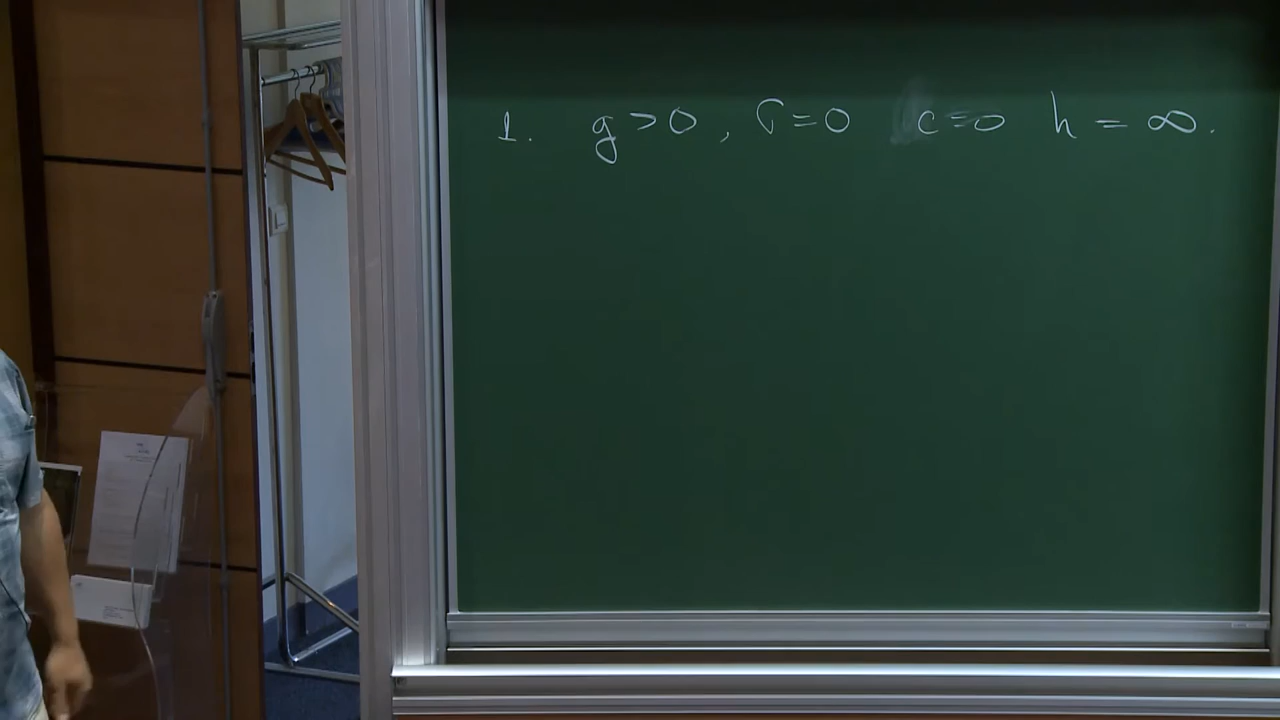 1. g > 0 , σ = 0 c = 0 h = ∞.